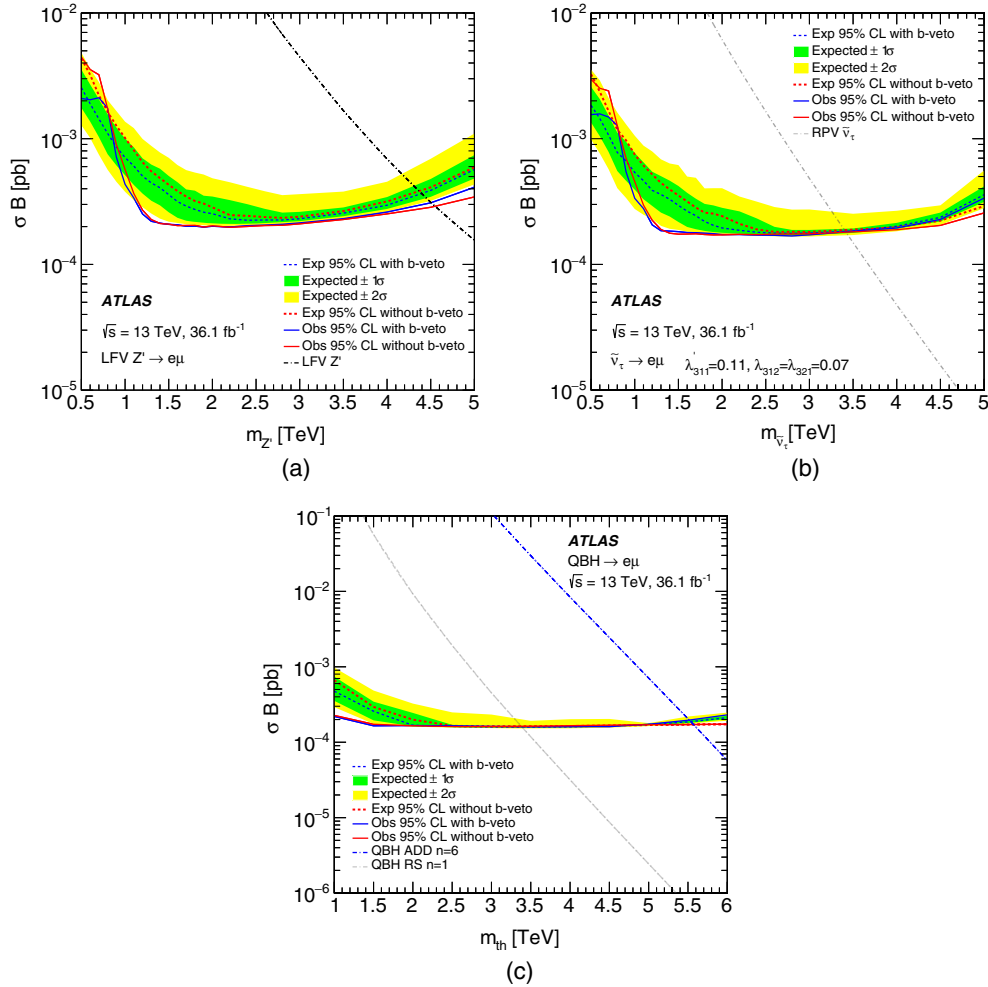 10⁻²
10⁻³
10⁻⁴
10⁻⁵
σ B [pb]
Exp 95% CL with b-veto
Expected ± 1σ
Expected ± 2σ
Exp 95% CL without b-veto
Obs 95% CL with b-veto
Obs 95% CL without b-veto
LFV Z'
ATLAS
√s = 13 TeV, 36.1 fb⁻¹
LFV Z' → eμ
0.5 1 1.5 2 2.5 3 3.5 4 4.5 5
m_Z' [TeV]
(a)
10⁻²
10⁻³
10⁻⁴
10⁻⁵
σ B [pb]
Exp 95% CL with b-veto
Expected ± 1σ
Expected ± 2σ
Exp 95% CL without b-veto
Obs 95% CL with b-veto
Obs 95% CL without b-veto
RPV ν̃_τ
ATLAS
√s = 13 TeV, 36.1 fb⁻¹
ν̃_τ → eμ λ'₃₁₁=0.11, λ₃₁₂=λ₃₂₁=0.07
0.5 1 1.5 2 2.5 3 3.5 4 4.5 5
m_ν̃_τ [TeV]
(b)
10⁻¹
10⁻²
10⁻³
10⁻⁴
10⁻⁵
10⁻⁶
σ B [pb]
ATLAS
QBH → eμ
√s = 13 TeV, 36.1 fb⁻¹
Exp 95% CL with b-veto
Expected ± 1σ
Expected ± 2σ
Exp 95% CL without b-veto
Obs 95% CL with b-veto
Obs 95% CL without b-veto
QBH ADD n=6
QBH RS n=1
1 1.5 2 2.5 3 3.5 4 4.5 5 5.5 6
m_th [TeV]
(c)